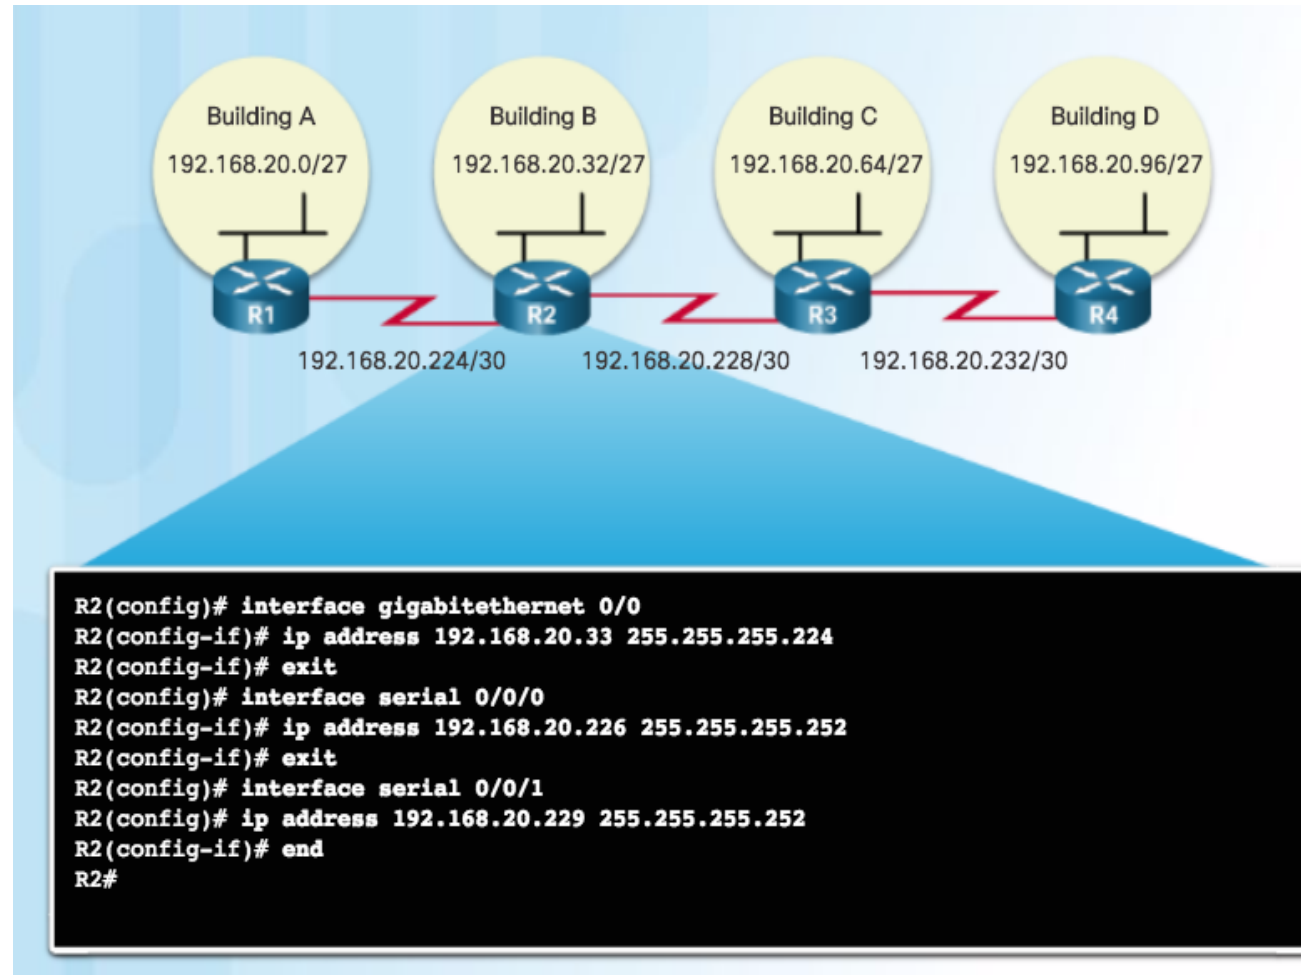 Building A
192.168.20.0/27
Building B
192.168.20.32/27
Building C
192.168.20.64/27
Building D
192.168.20.96/27
R1
R2
R3
R4
192.168.20.224/30
192.168.20.228/30
192.168.20.232/30
R2(config)# interface gigabitethernet 0/0
R2(config-if)# ip address 192.168.20.33 255.255.255.224
R2(config-if)# exit
R2(config)# interface serial 0/0/0
R2(config-if)# ip address 192.168.20.226 255.255.255.252
R2(config-if)# exit
R2(config)# interface serial 0/0/1
R2(config)# ip address 192.168.20.229 255.255.255.252
R2(config-if)# end
R2#